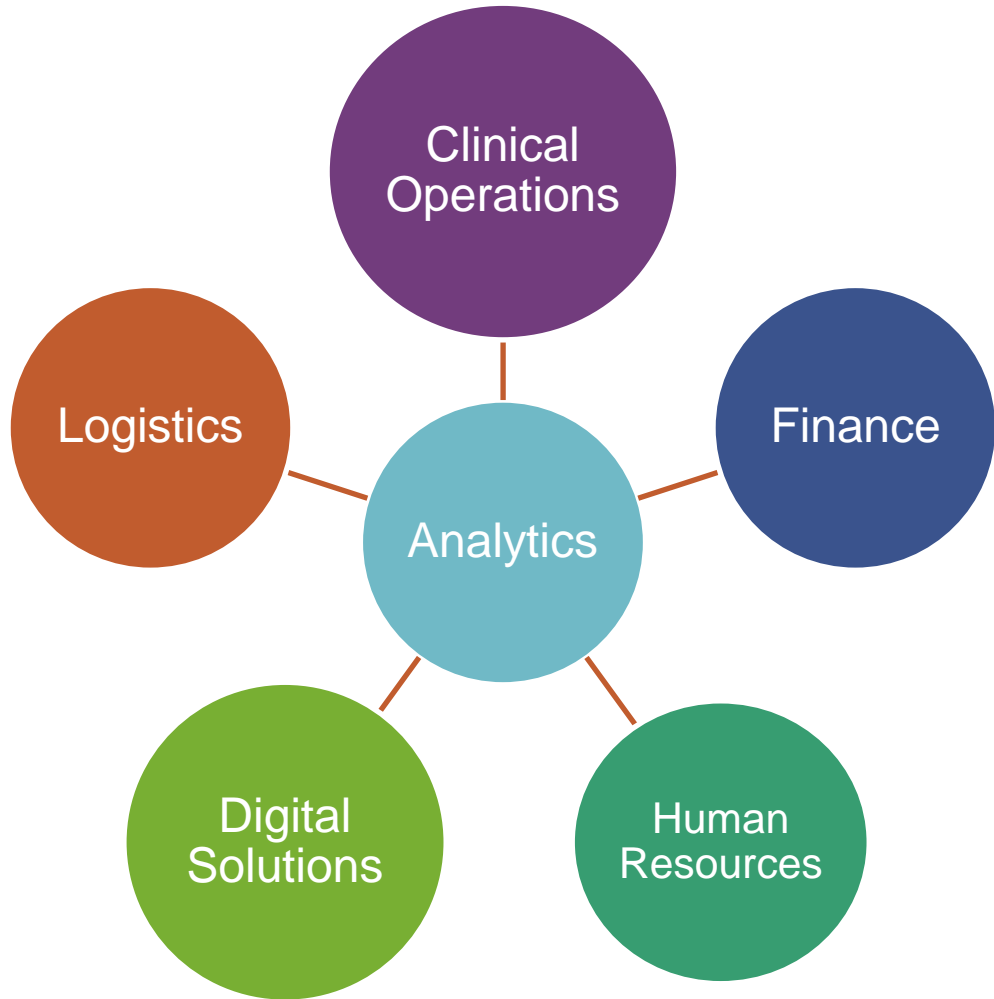 Clinical
Operations
Logistics
Finance
Analytics
Digital
Solutions
Human
Resources